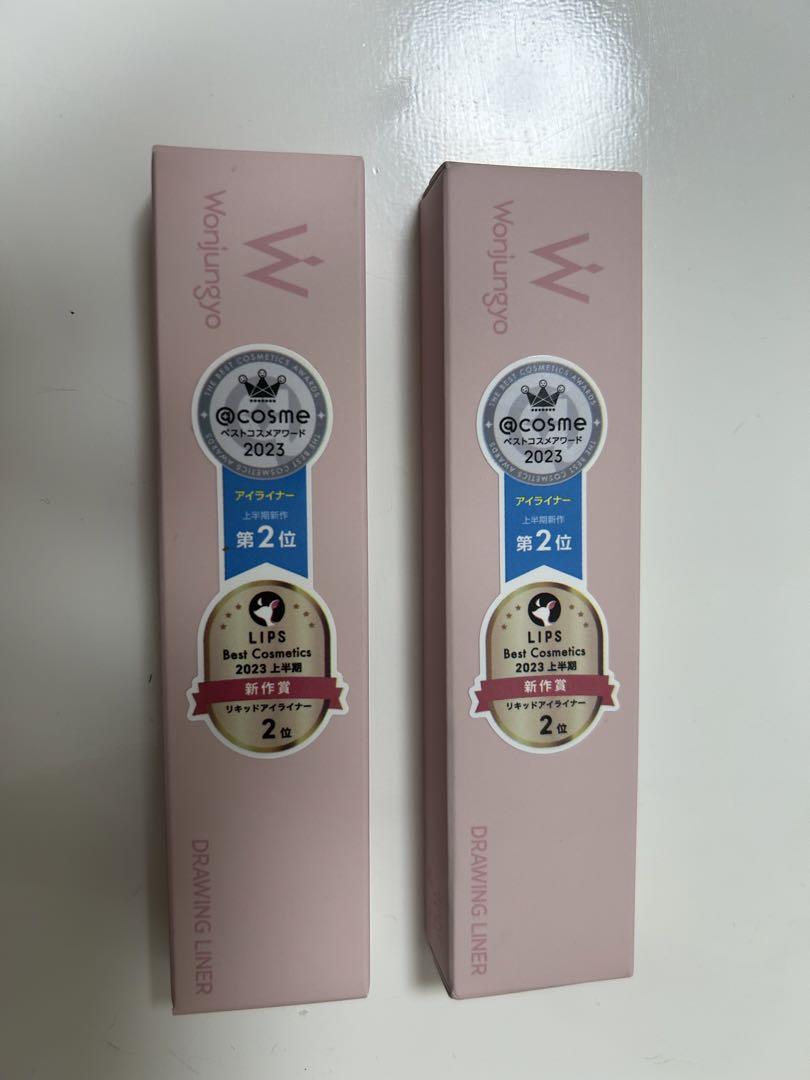 Wonjungyo
W
THE BEST COSMETICS AWARDS
@cosme
ベストコスメアワード
2023
THE BEST COSMETICS AWARDS
アイライナー
上半期新作
第2位
LIPS
Best Cosmetics
2023 上半期
新作賞
リキッドアイライナー
2位
DRAWING LINER
Wonjungyo
W
THE BEST COSMETICS AWARDS
@cosme
ベストコスメアワード
2023
THE BEST COSMETICS AWARDS
アイライナー
上半期新作
第2位
LIPS
Best Cosmetics
2023 上半期
新作賞
リキッドアイライナー
2位
DRAWING LINER